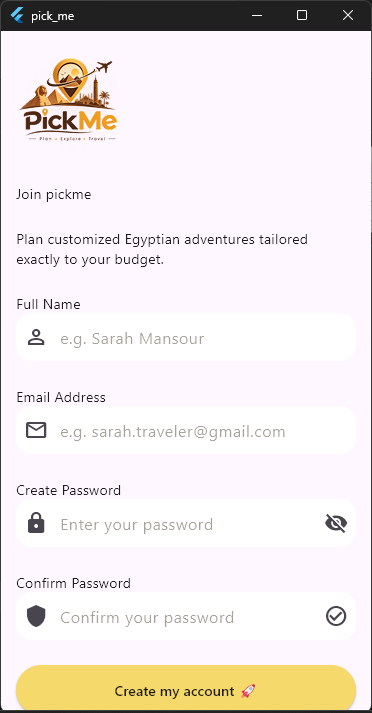 pick_me
PickMe
Plan • Explore • Travel
Join pickme
Plan customized Egyptian adventures tailored
exactly to your budget.
Full Name
e.g. Sarah Mansour
Email Address
e.g. sarah.traveler@gmail.com
Create Password
Enter your password
Confirm Password
Confirm your password
Create my account 🚀